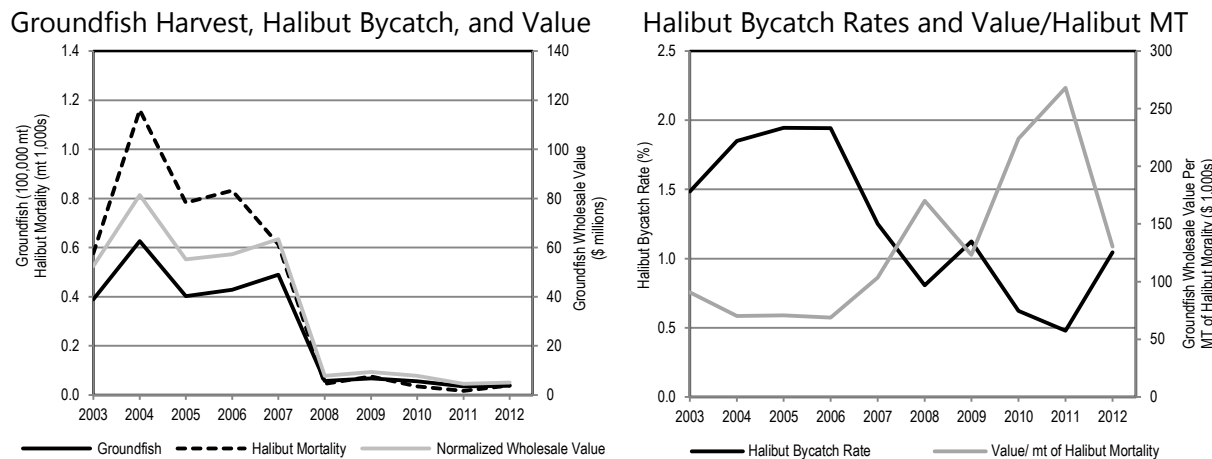 Groundfish Harvest, Halibut Bycatch, and Value
1.4
1.2
1.0
0.8
0.6
0.4
0.2
0.0
Groundfish (100,000 mt)
Halibut Mortality (mt 1,000s)
140
120
100
80
60
40
20
0
Groundfish Wholesale Value
($ millions)
2003 2004 2005 2006 2007 2008 2009 2010 2011 2012
Groundfish Halibut Mortality Normalized Wholesale Value
Halibut Bycatch Rates and Value/Halibut MT
2.5
2.0
1.5
1.0
0.5
0.0
Halibut Bycatch Rate (%)
300
250
200
150
100
50
0
Groundfish Wholesale Value Per
MT of Halibut Morality ($ 1,000s)
2003 2004 2005 2006 2007 2008 2009 2010 2011 2012
Halibut Bycatch Rate Value/ mt of Halibut Mortality